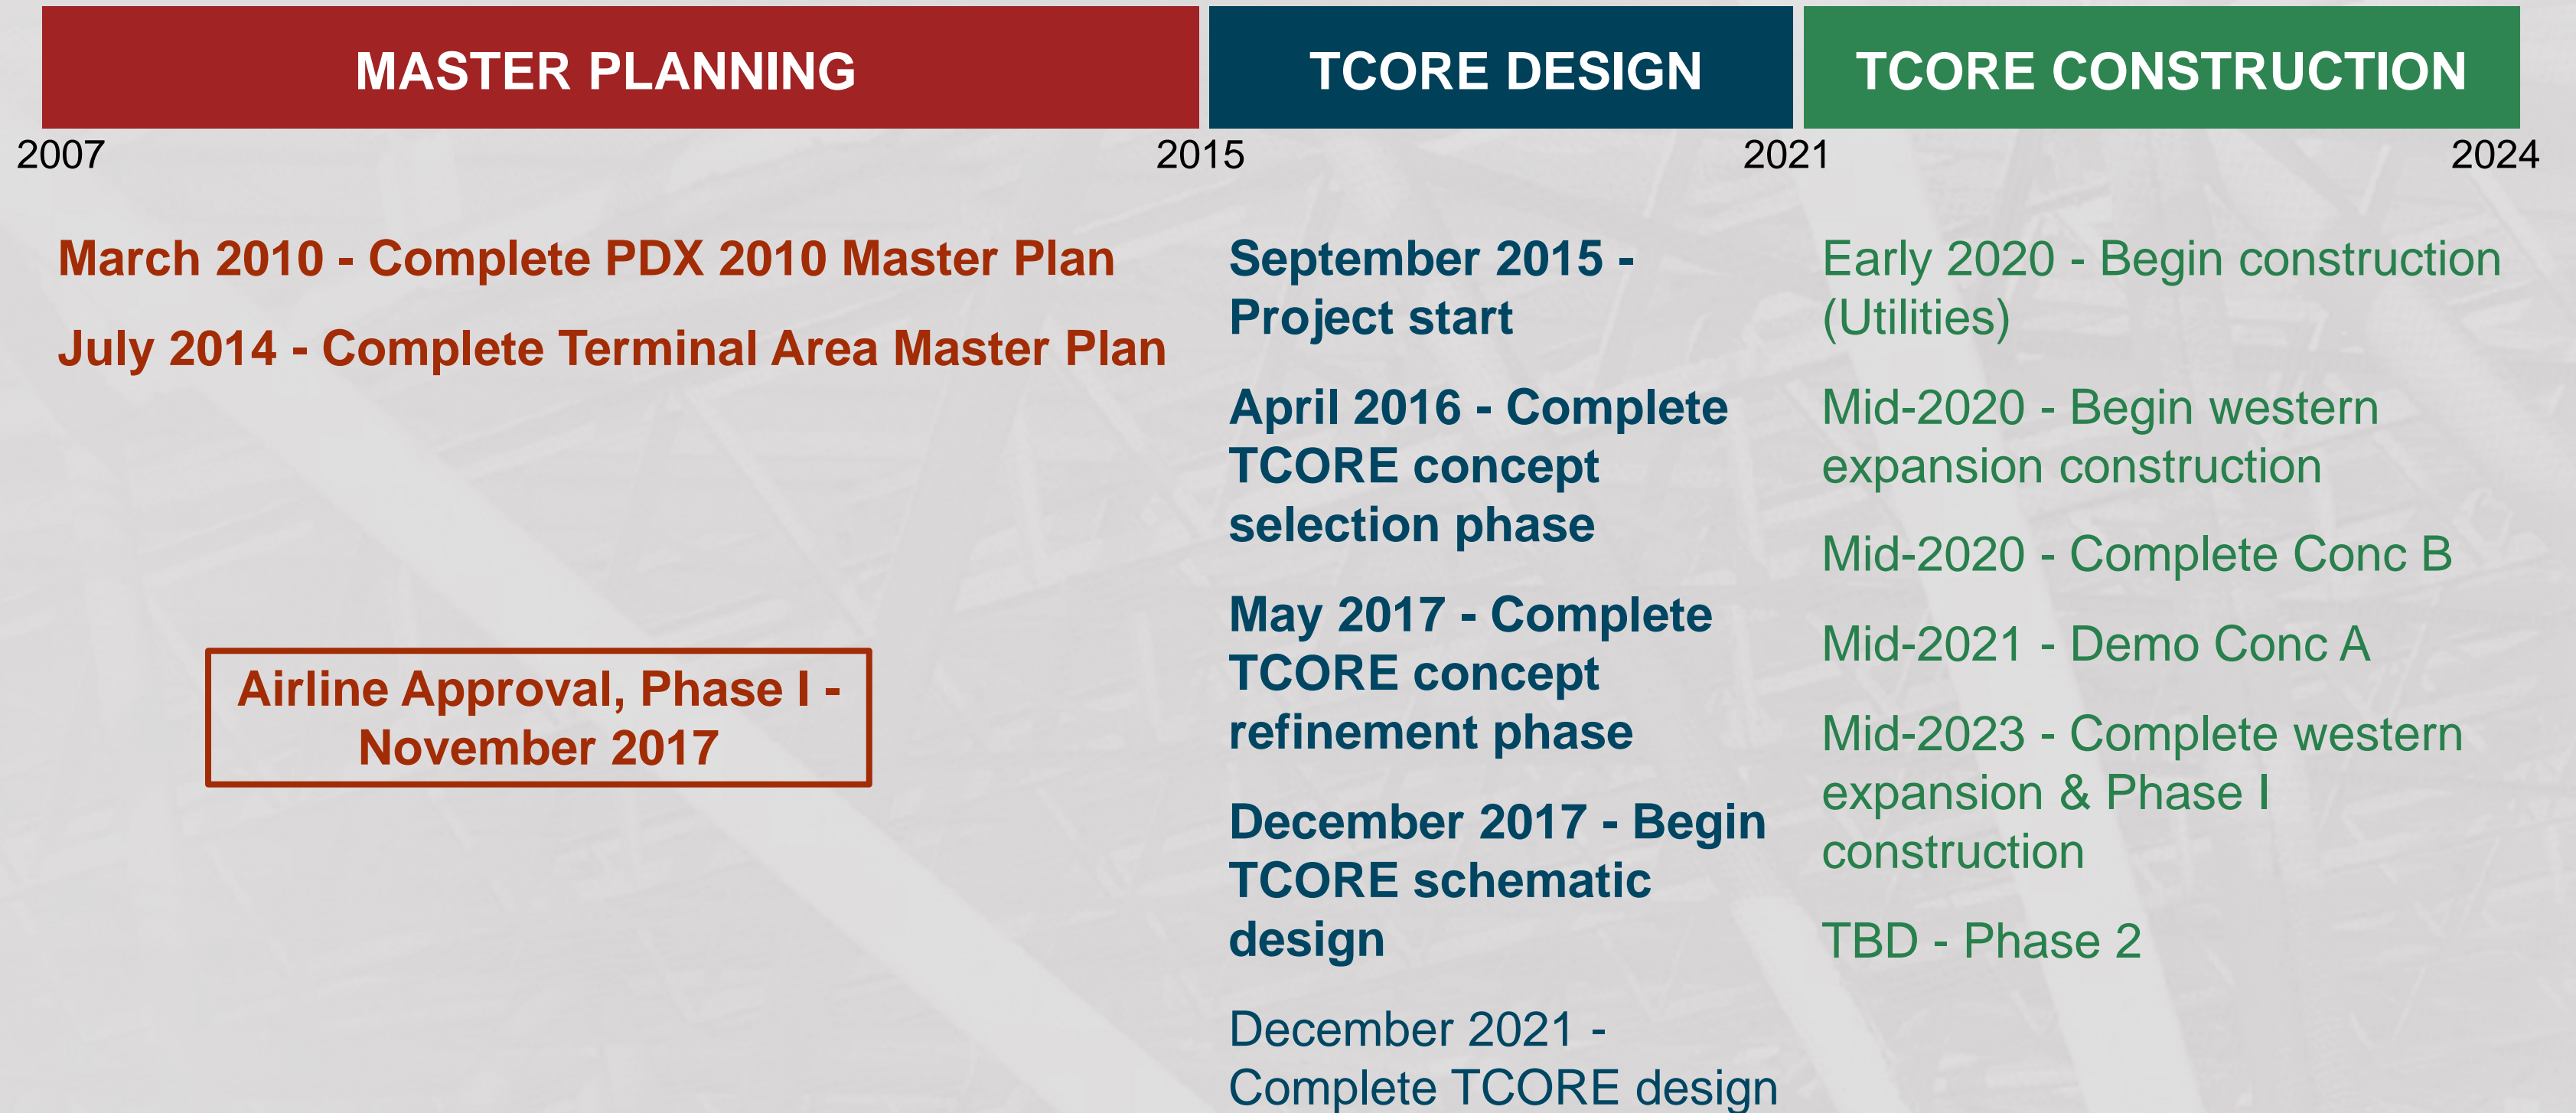 MASTER PLANNING
TCORE DESIGN
TCORE CONSTRUCTION
2007
2015
2021
2024
March 2010 - Complete PDX 2010 Master Plan
July 2014 - Complete Terminal Area Master Plan
Airline Approval, Phase I -
November 2017
September 2015 -
Project start
April 2016 - Complete
TCORE concept
selection phase
May 2017 - Complete
TCORE concept
refinement phase
December 2017 - Begin
TCORE schematic
design
December 2021 -
Complete TCORE design
Early 2020 - Begin construction
(Utilities)
Mid-2020 - Begin western
expansion construction
Mid-2020 - Complete Conc B
Mid-2021 - Demo Conc A
Mid-2023 - Complete western
expansion & Phase I
construction
TBD - Phase 2